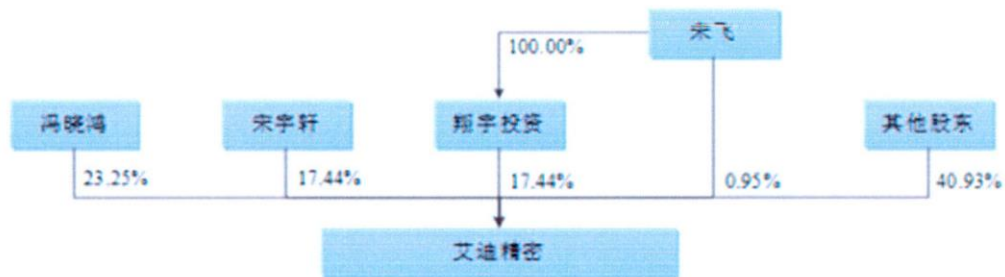 宋飞
100.00%
冯晓鸿
宋宇轩
翔宇投资
其他股东
23.25%
17.44%
17.44%
0.95%
40.93%
艾迪精密